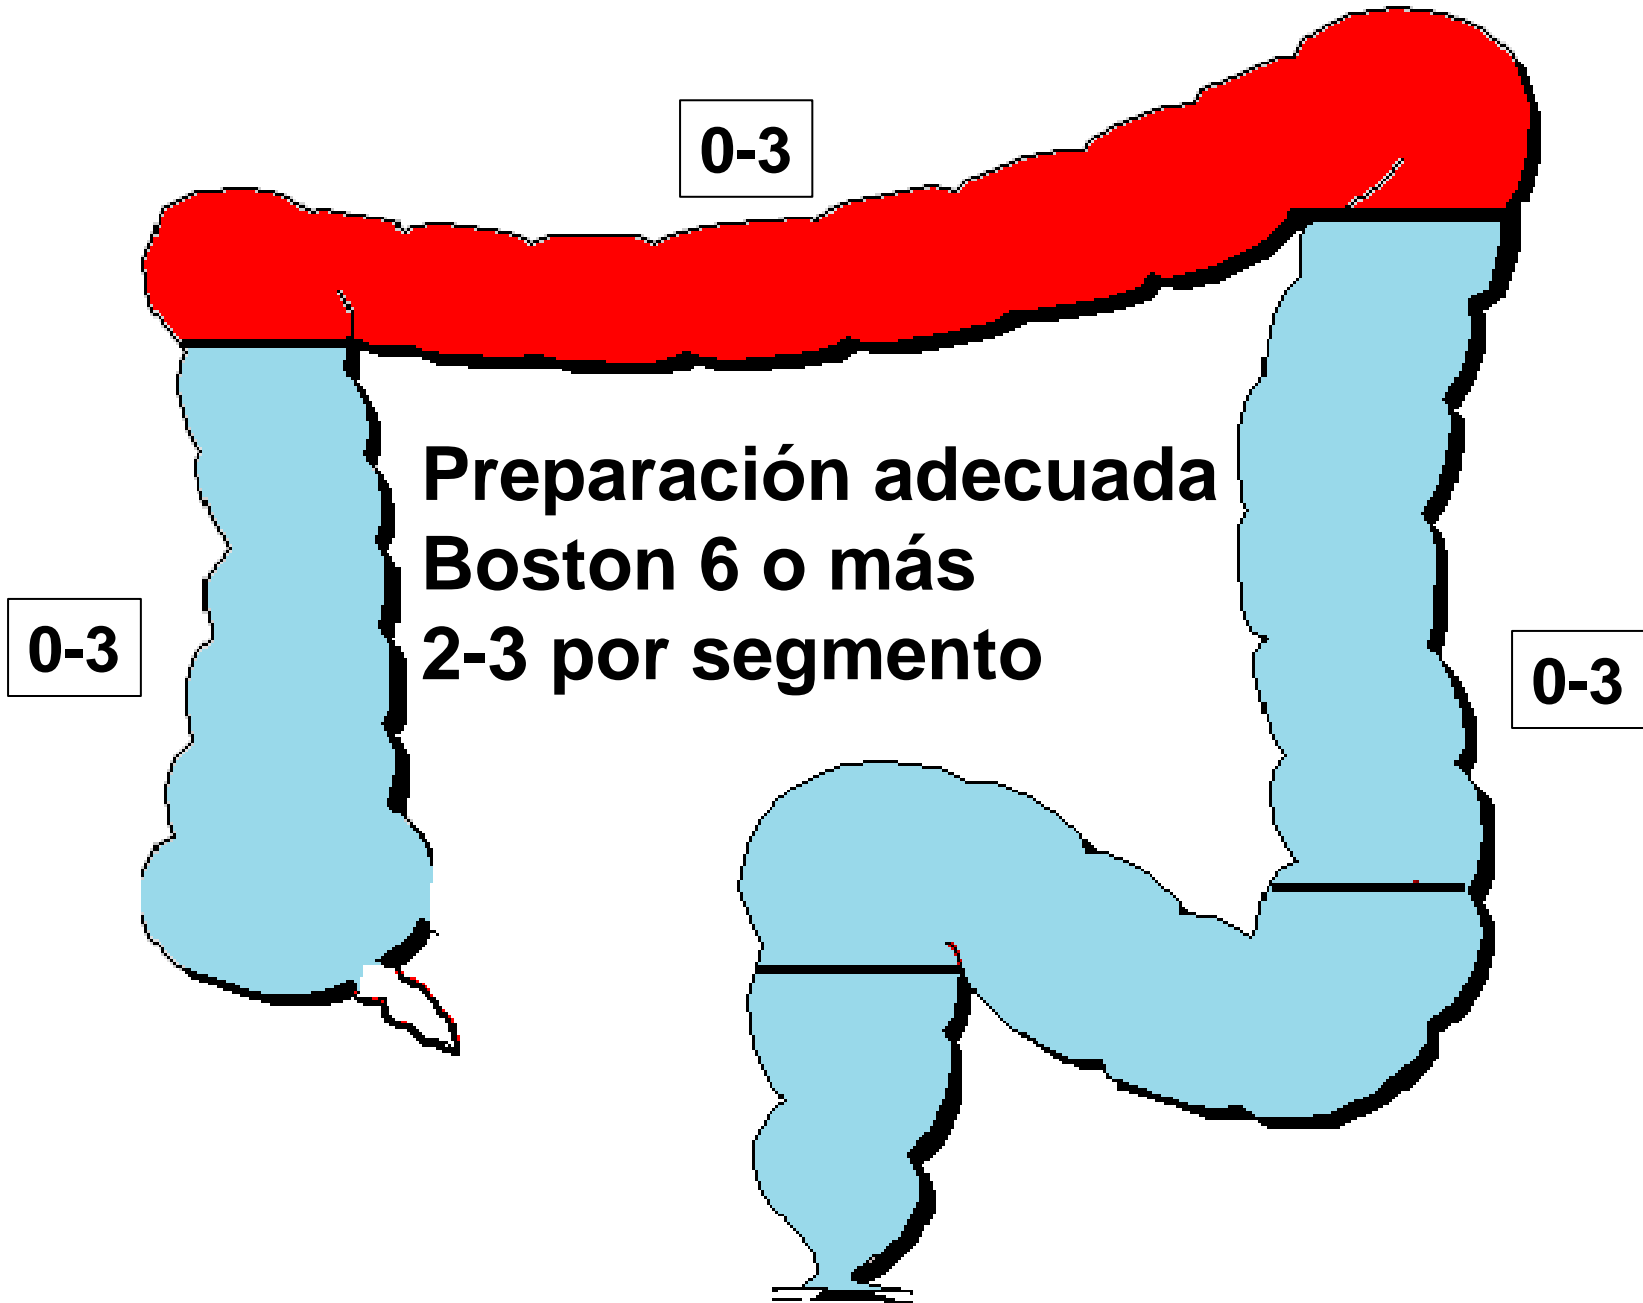 0-3
Preparación adecuada
Boston 6 o más
2-3 por segmento
0-3
0-3